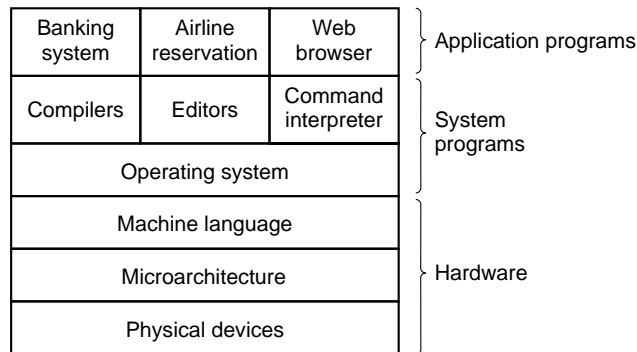 Banking
system
Airline
reservation
Web
browser
Application programs
Compilers
Editors
Command
interpreter
System
programs
Operating system
Machine language
Microarchitecture
Hardware
Physical devices